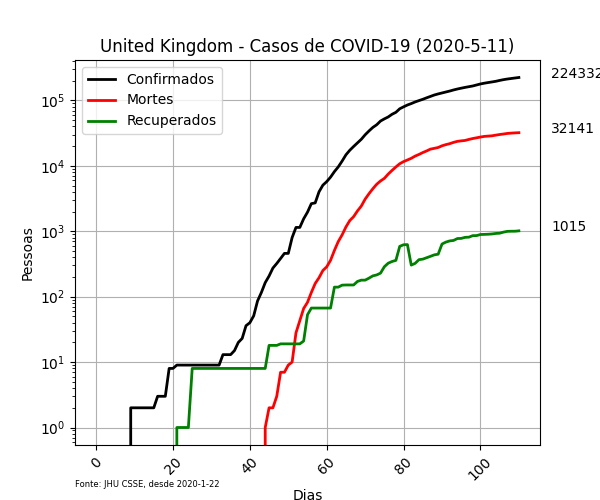 United Kingdom - Casos de COVID-19 (2020-5-11)
Confirmados
Mortes
Recuperados
224332
32141
1015
Pessoas
10⁵
10⁴
10³
10²
10¹
10⁰
0 20 40 60 80 100
Dias
Fonte: JHU CSSE, desde 2020-1-22